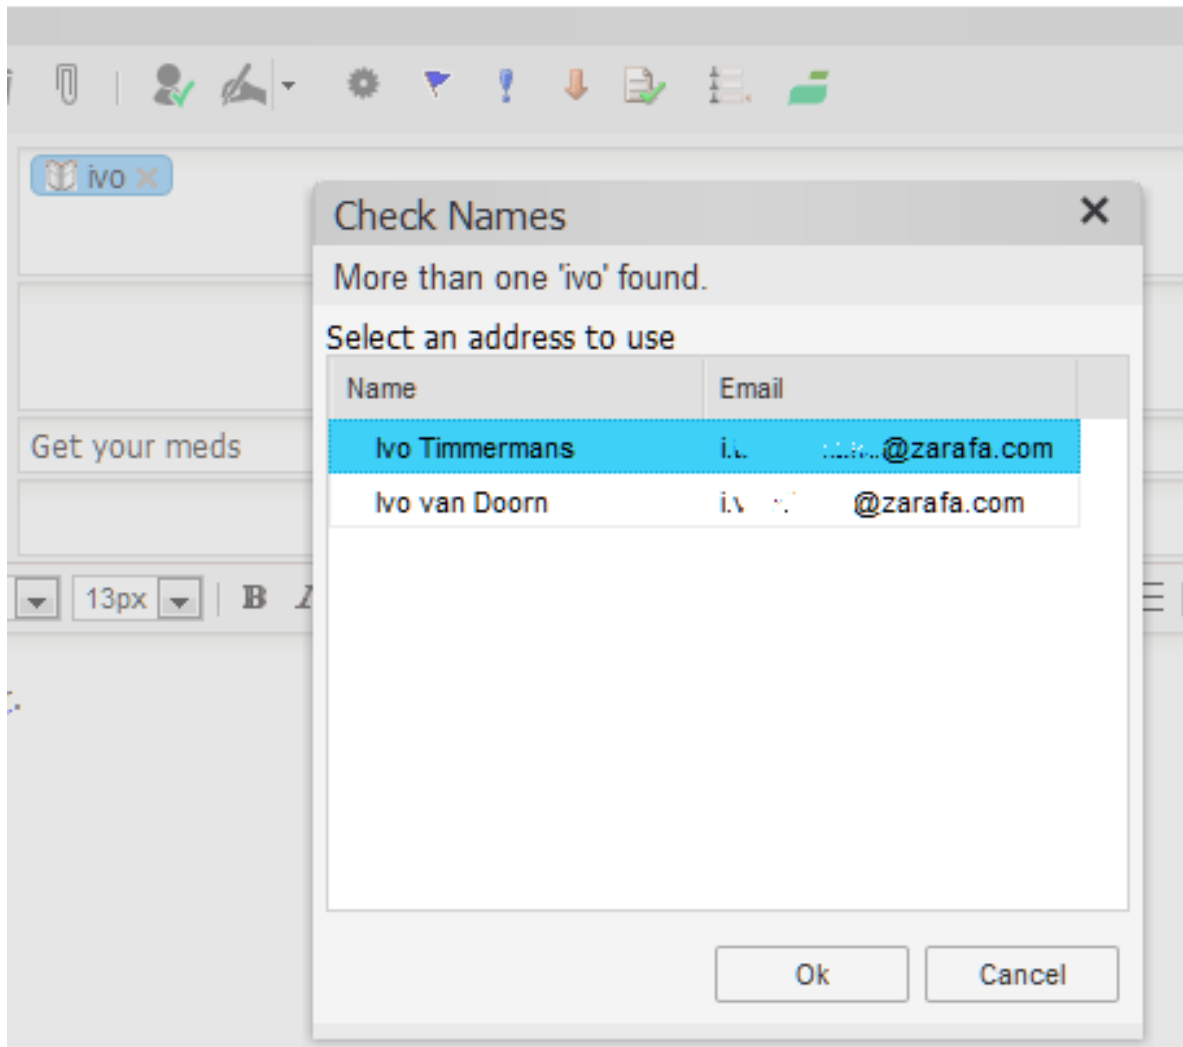 ivo
Check Names
More than one 'ivo' found.
Select an address to use
Name Email
Ivo Timmermans @zarafa.com
Ivo van Doorn @zarafa.com
Get your meds
13px B I
Ok Cancel